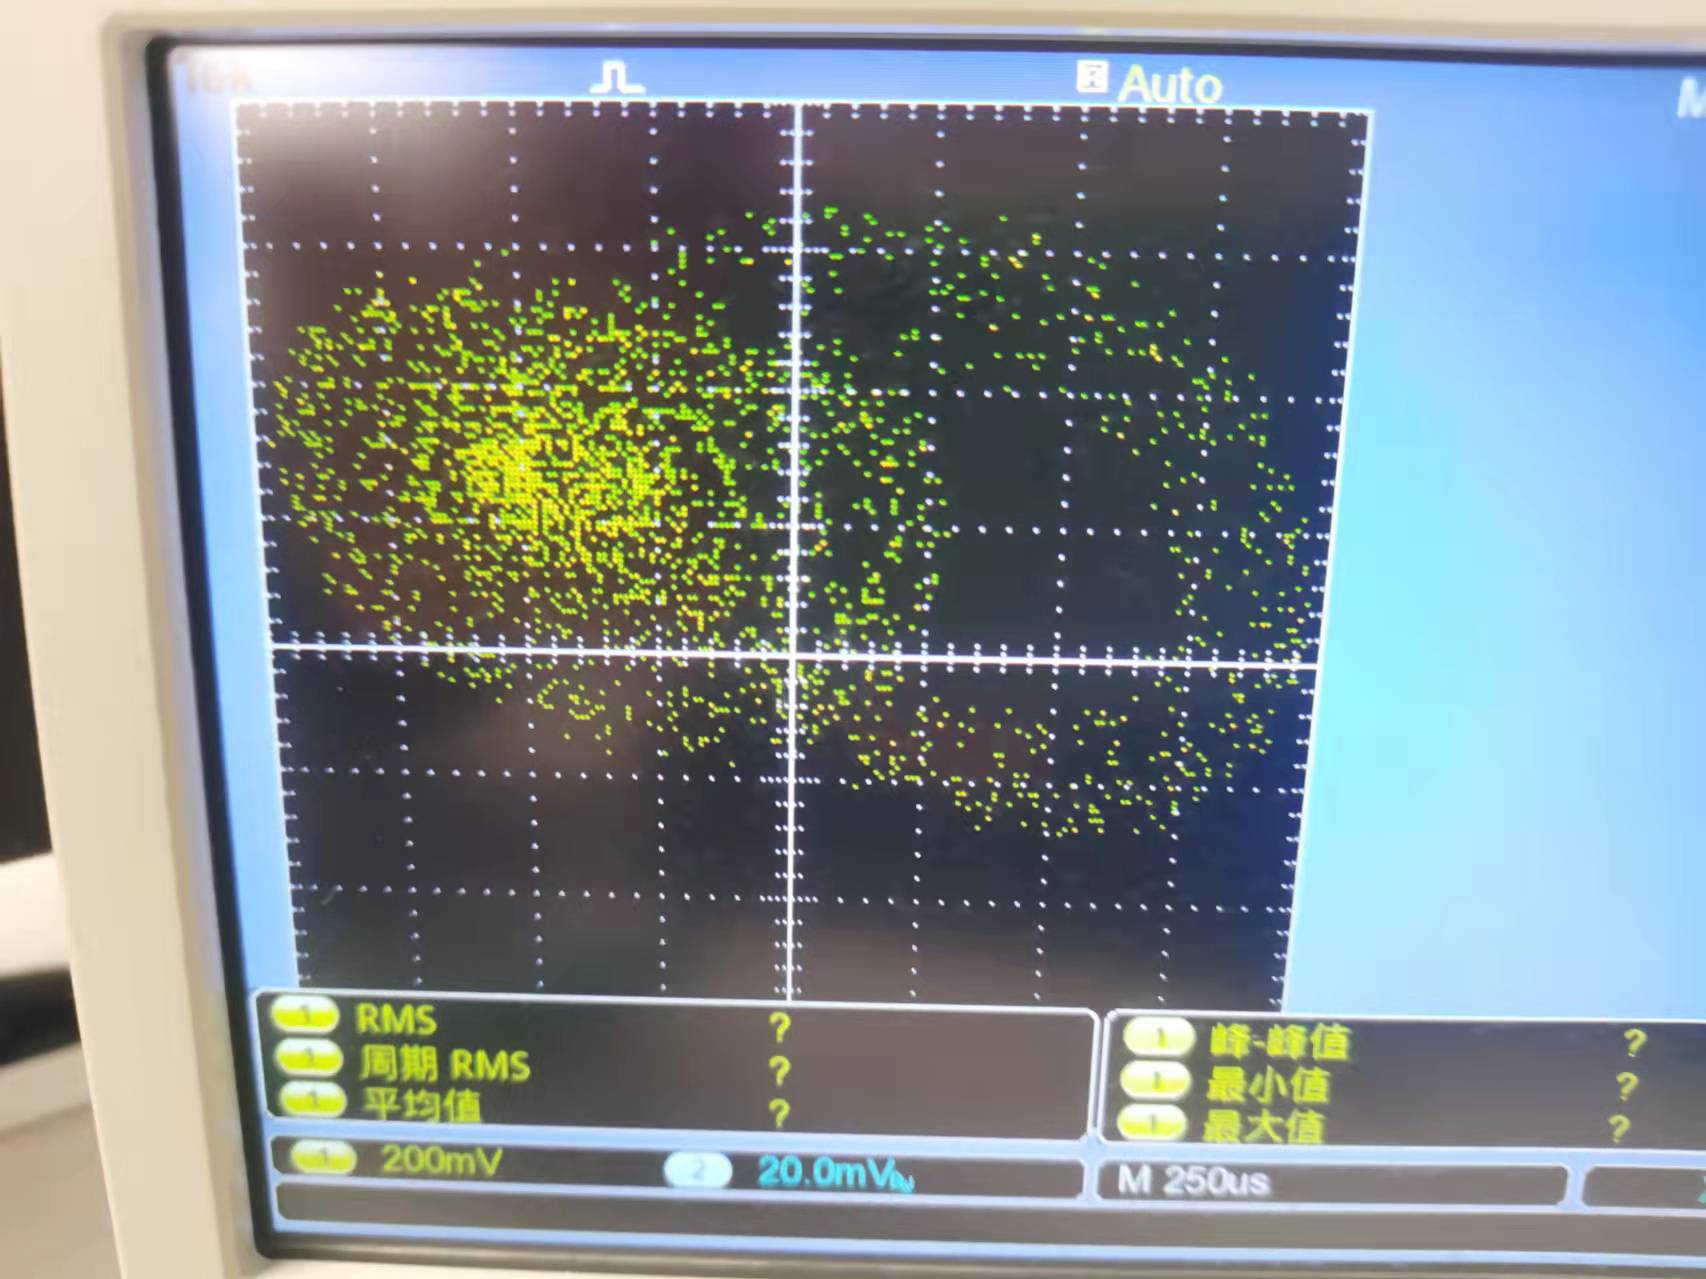 Tek
R Auto
M
1 RMS ?
1 周期 RMS ?
1 平均值 ?
1 峰-峰值 ?
1 最小值 ?
1 最大值 ?
1 200mV
2 20.0mVBW
M 250us